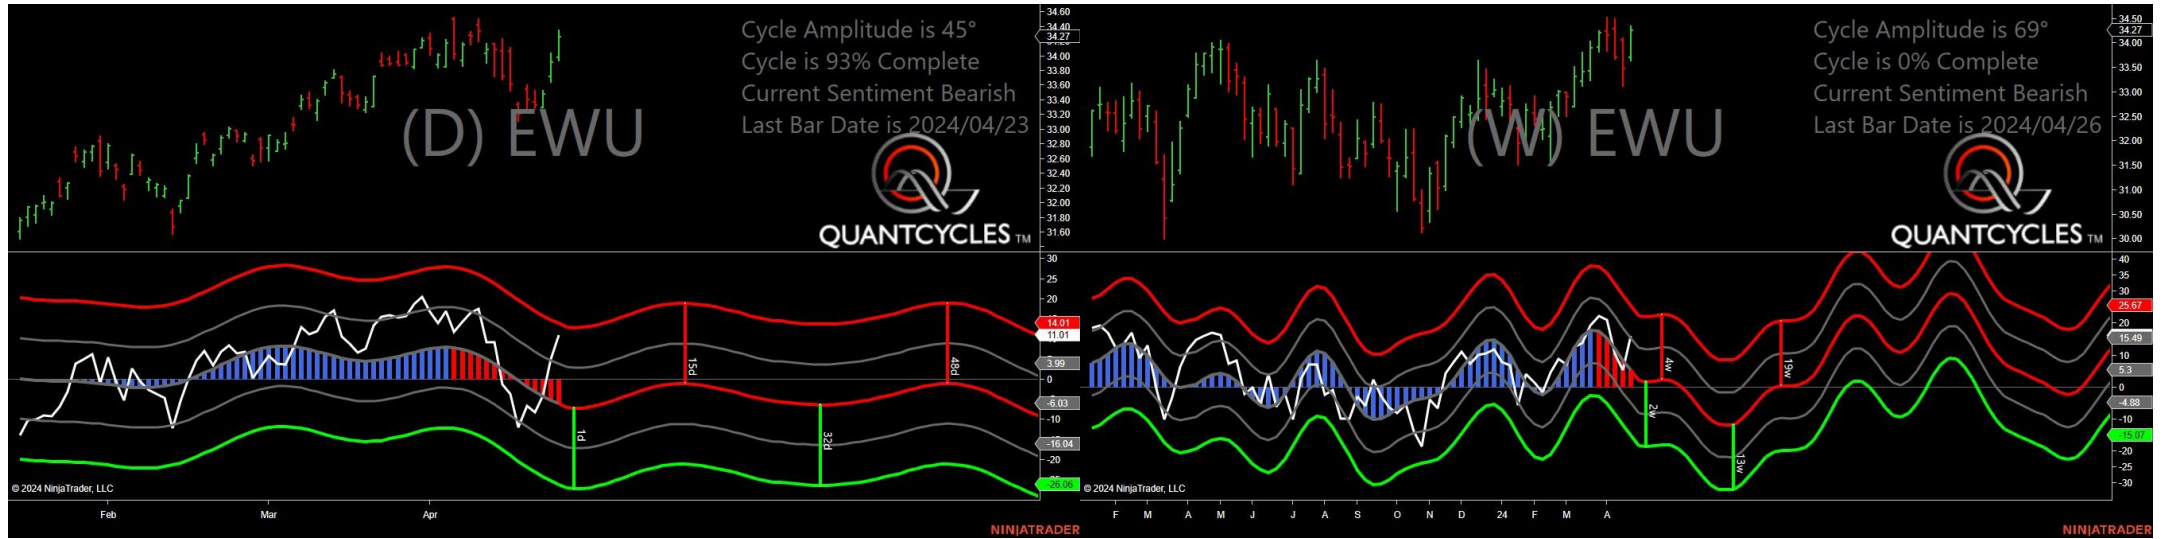 Cycle Amplitude is 45°
Cycle is 93% Complete
Current Sentiment Bearish
Last Bar Date is 2024/04/23
(D) EWU
QUANTCYCLES TM
34.60
34.40
34.27
34.00
33.80
33.60
33.40
33.20
33.00
32.80
32.60
32.40
32.20
32.00
31.80
31.60
30
25
20
14.01
11.01
3.99
0
-6.03
-10
-16.04
-20
-26.06
15d
48d
1d
32d
© 2024 NinjaTrader, LLC
Feb Mar Apr
NINJATRADER
Cycle Amplitude is 69°
Cycle is 0% Complete
Current Sentiment Bearish
Last Bar Date is 2024/04/26
(W) EWU
QUANTCYCLES TM
34.50
34.27
34.00
33.50
33.00
32.50
32.00
31.50
31.00
30.50
30.00
40
35
30
25.67
20
15.49
10
5.3
0
-4.88
-10
-15.07
-20
-25
-30
4w
19w
2w
13w
© 2024 NinjaTrader, LLC
F M A M J J A S O N D 24 F M A
NINJATRADER